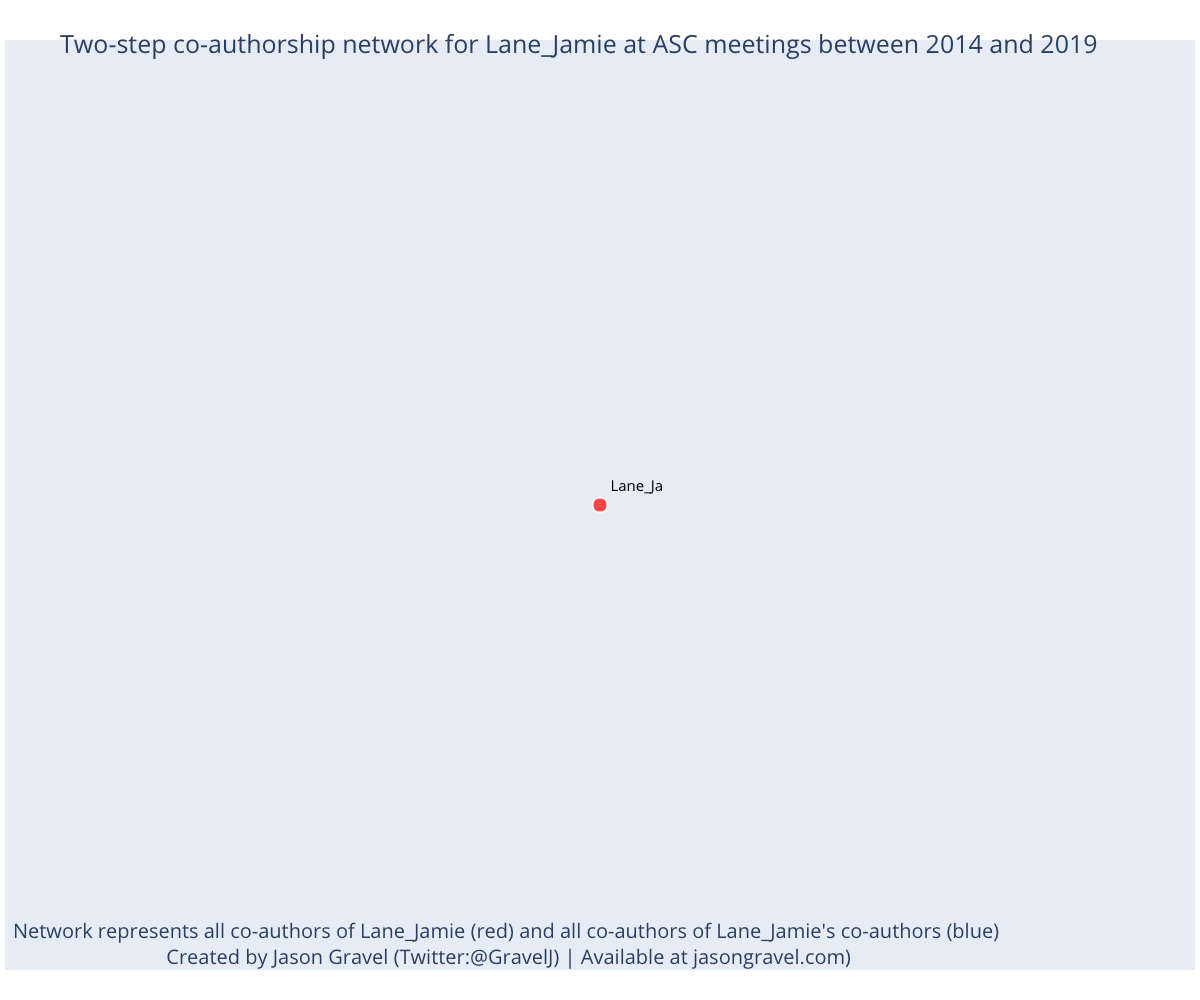 Two-step co-authorship network for Lane_Jamie at ASC meetings between 2014 and 2019
Lane_Ja
Network represents all co-authors of Lane_Jamie (red) and all co-authors of Lane_Jamie's co-authors (blue)
Created by Jason Gravel (Twitter:@GravelJ) | Available at jasongravel.com)